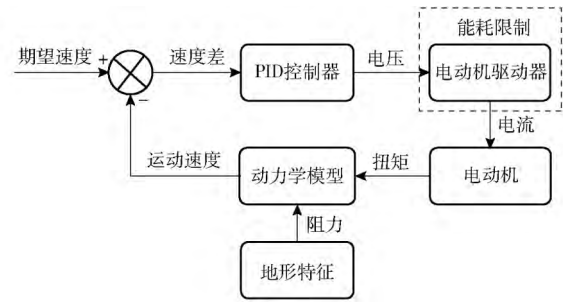 能耗限制
期望速度
+
速度差
PID控制器
电压
电动机驱动器
−
电流
运动速度
动力学模型
扭矩
电动机
阻力
地形特征